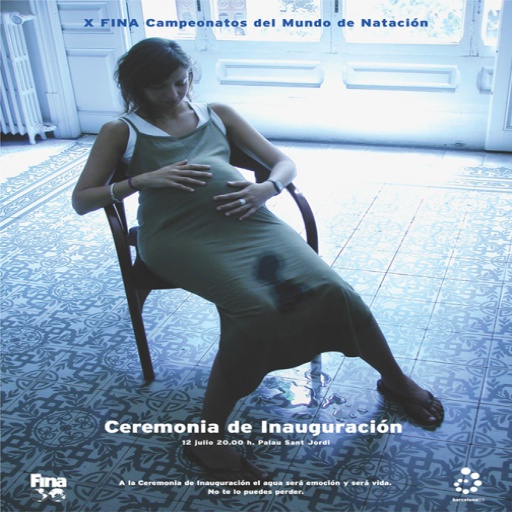 X FINA Campeonatos del Mundo de Natación
Ceremonia de Inauguración
12 julio 20.00 h. Palau Sant Jordi
Fina
A la Ceremonia de Inauguración el agua será emoción y será vida.
No te lo puedes perder.
barcelona